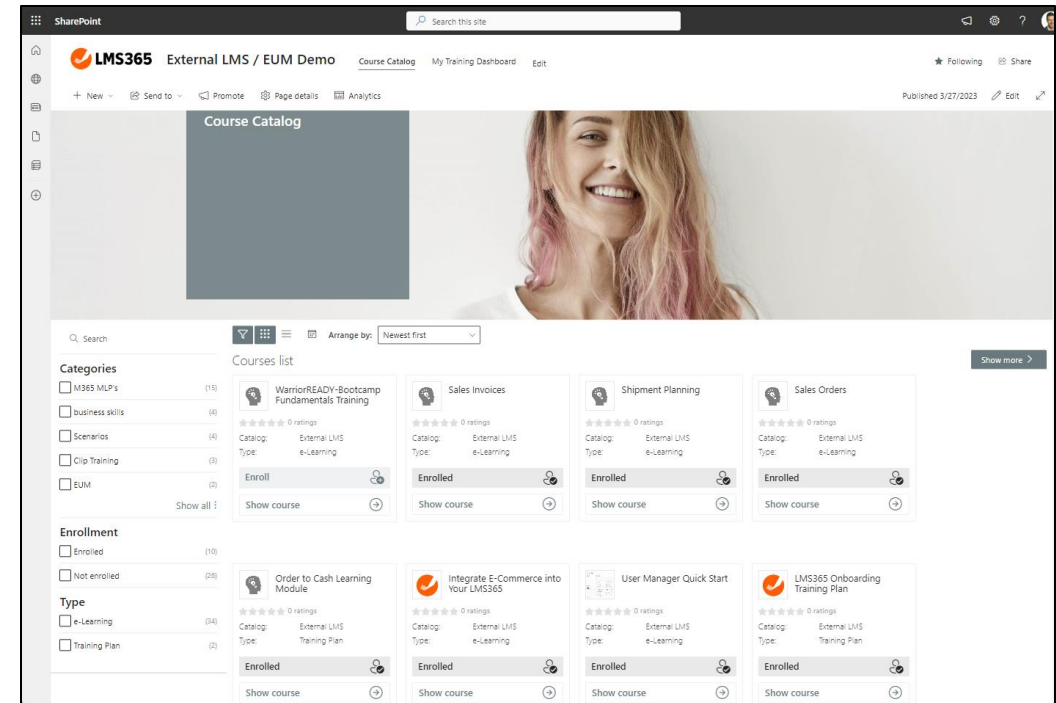 SharePoint
Search this site
?
LMS365
External LMS / EUM Demo
Course Catalog
My Training Dashboard
Edit
Following
Share
New
Send to
Promote
Page details
Analytics
Published 3/27/2023
Edit
Course Catalog
Search
Arrange by:
Newest first
Categories
M365 MLP's (15)
business skills (4)
Scenarios (4)
Clip Training (3)
EUM (2)
Show all
Enrollment
Enrolled (10)
Not enrolled (26)
Type
e-Learning (34)
Training Plan (2)
Courses list
Show more
WarriorREADY-Bootcamp
Fundamentals Training
0 ratings
Catalog: External LMS
Type: e-Learning
Enroll
Show course
Sales Invoices
0 ratings
Catalog: External LMS
Type: e-Learning
Enrolled
Show course
Shipment Planning
0 ratings
Catalog: External LMS
Type: e-Learning
Enrolled
Show course
Sales Orders
0 ratings
Catalog: External LMS
Type: e-Learning
Enrolled
Show course
Order to Cash Learning
Module
0 ratings
Catalog: External LMS
Type: Training Plan
Enrolled
Show course
Integrate E-Commerce into
Your LMS365
0 ratings
Catalog: External LMS
Type: e-Learning
Enrolled
Show course
User Manager Quick Start
0 ratings
Catalog: External LMS
Type: e-Learning
Enrolled
Show course
LMS365 Onboarding
Training Plan
0 ratings
Catalog: External LMS
Type: Training Plan
Enrolled
Show course